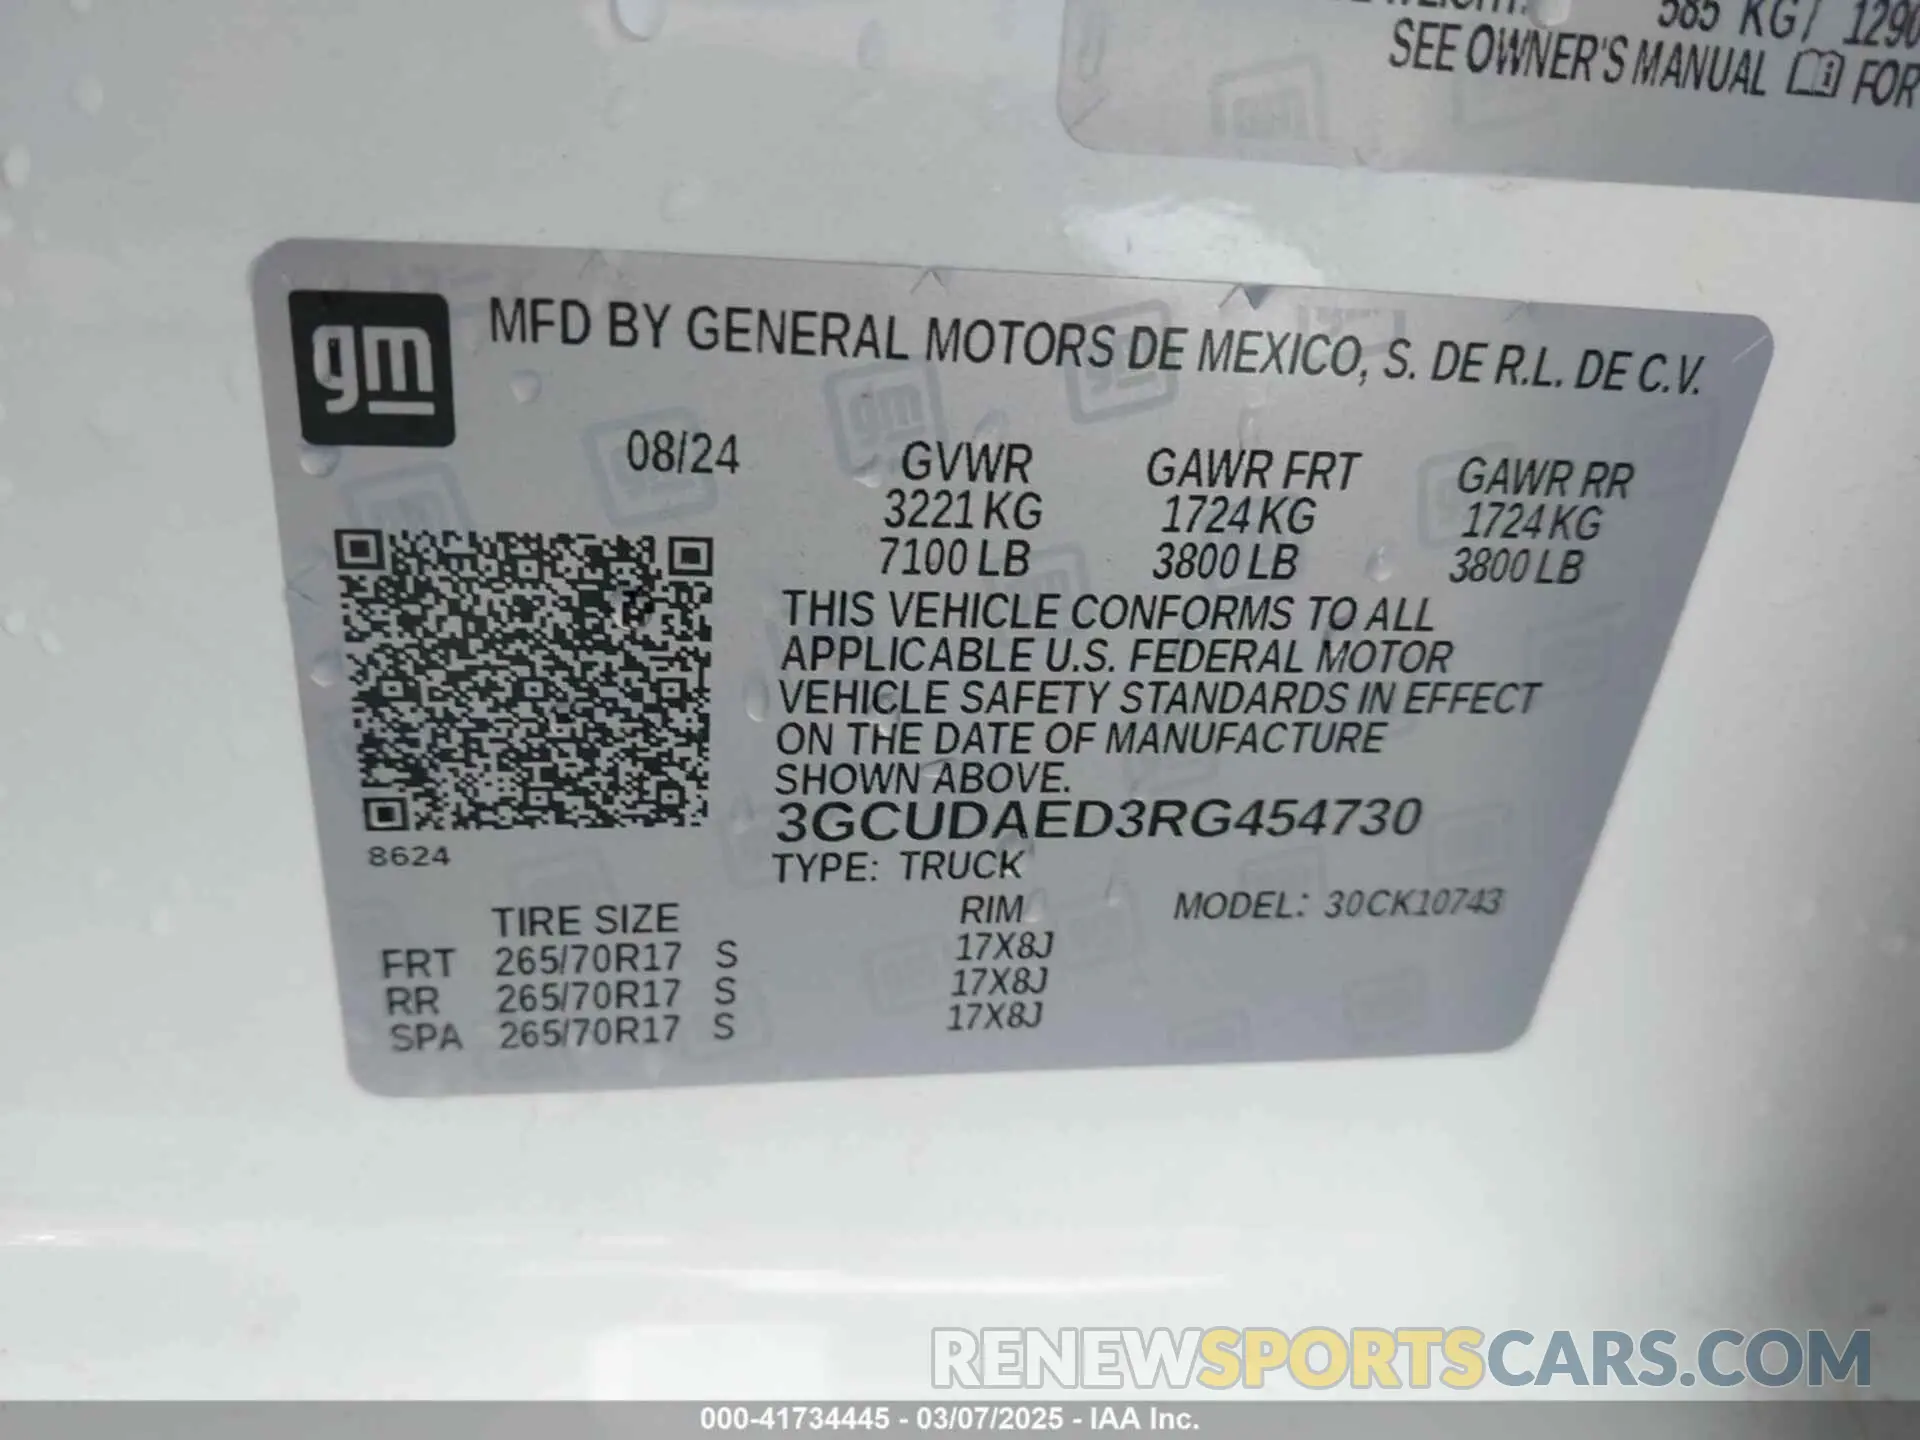 585 KG/ 1290
SEE OWNER'S MANUAL FOR
gm
MFD BY GENERAL MOTORS DE MEXICO, S. DE R.L. DE C.V.
08/24 GVWR GAWR FRT GAWR RR
3221 KG 1724 KG 1724 KG
7100 LB 3800 LB 3800 LB
THIS VEHICLE CONFORMS TO ALL
APPLICABLE U.S. FEDERAL MOTOR
VEHICLE SAFETY STANDARDS IN EFFECT
ON THE DATE OF MANUFACTURE
SHOWN ABOVE.
3GCUDAED3RG454730
8624
TYPE: TRUCK
TIRE SIZE RIM MODEL: 30CK10743
FRT 265/70R17 S 17X8J
RR 265/70R17 S 17X8J
SPA 265/70R17 S 17X8J
RENEWSPORTSCARS.COM
000-41734445 - 03/07/2025 - IAA Inc.